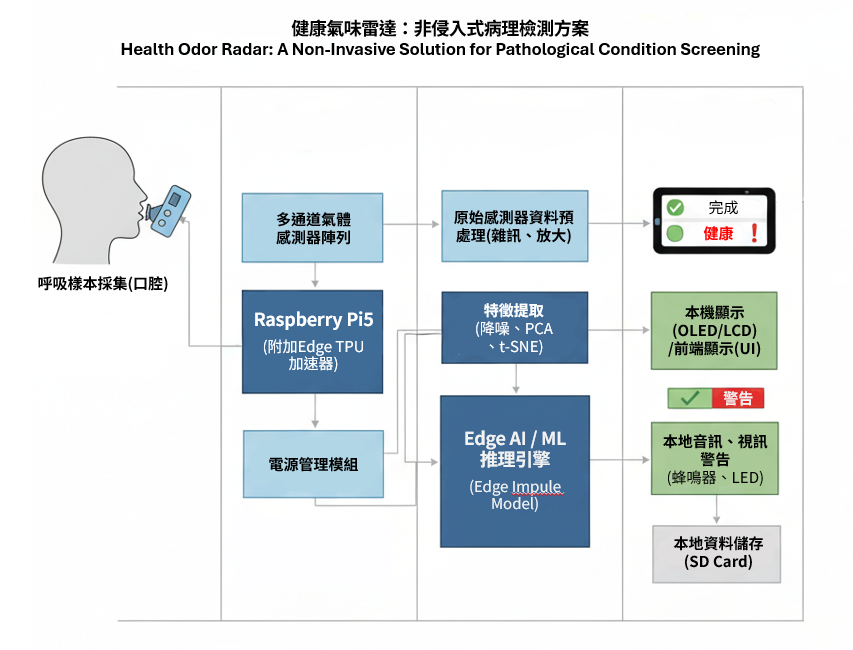 健康氣味雷達：非侵入式病理檢測方案
Health Odor Radar: A Non-Invasive Solution for Pathological Condition Screening
呼吸樣本採集(口腔)
多通道氣體
感測器陣列
Raspberry Pi5
(附加Edge TPU
加速器)
電源管理模組
原始感測器資料預
處理(雜訊、放大)
特徵提取
(降噪、PCA
、t-SNE)
Edge AI / ML
推理引擎
(Edge Impule
Model)
完成
健康
本機顯示
(OLED/LCD)
/前端顯示(UI)
警告
本地音訊、視訊
警告
(蜂鳴器、LED)
本地資料儲存
(SD Card)